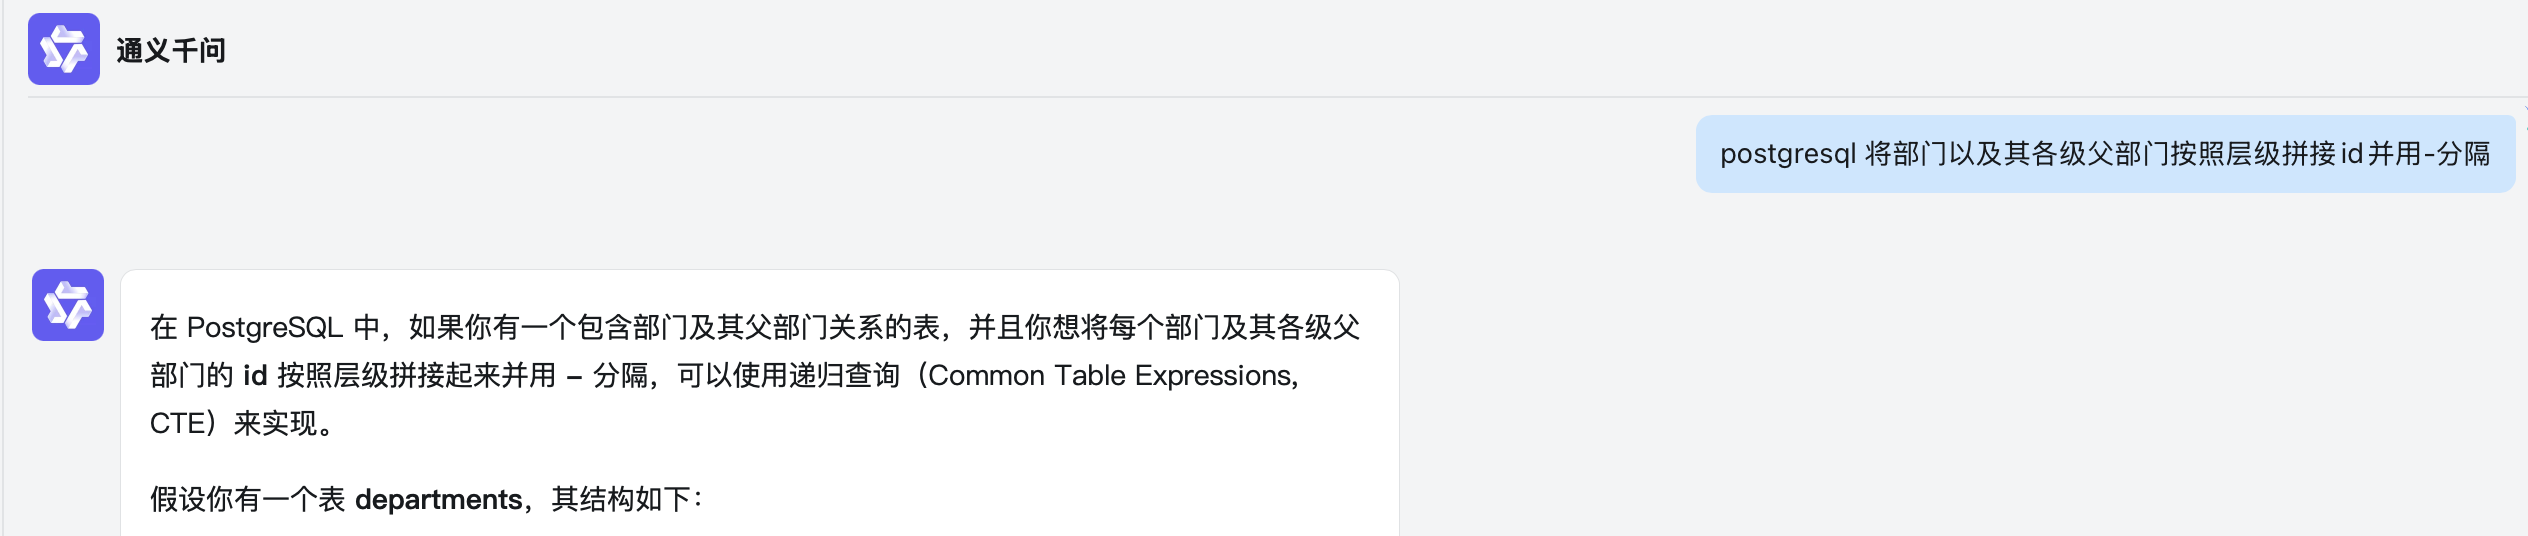 通义千问
postgresql 将部门以及其各级父部门按照层级拼接id并用-分隔
在 PostgreSQL 中，如果你有一个包含部门及其父部门关系的表，并且你想将每个部门及其各级父
部门的 id 按照层级拼接起来并用 - 分隔，可以使用递归查询（Common Table Expressions,
CTE）来实现。
假设你有一个表 departments，其结构如下：